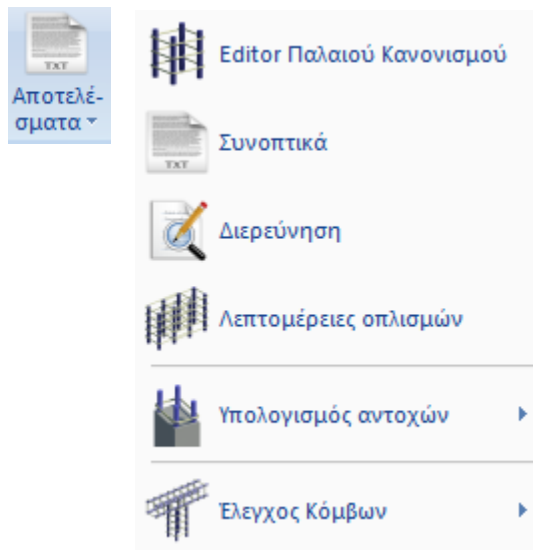 TXT
Αποτελέ-
σματα
Editor Παλαιού Κανονισμού
Συνοπτικά
TXT
Διερεύνηση
Λεπτομέρειες οπλισμών
Υπολογισμός αντοχών
Έλεγχος Κόμβων